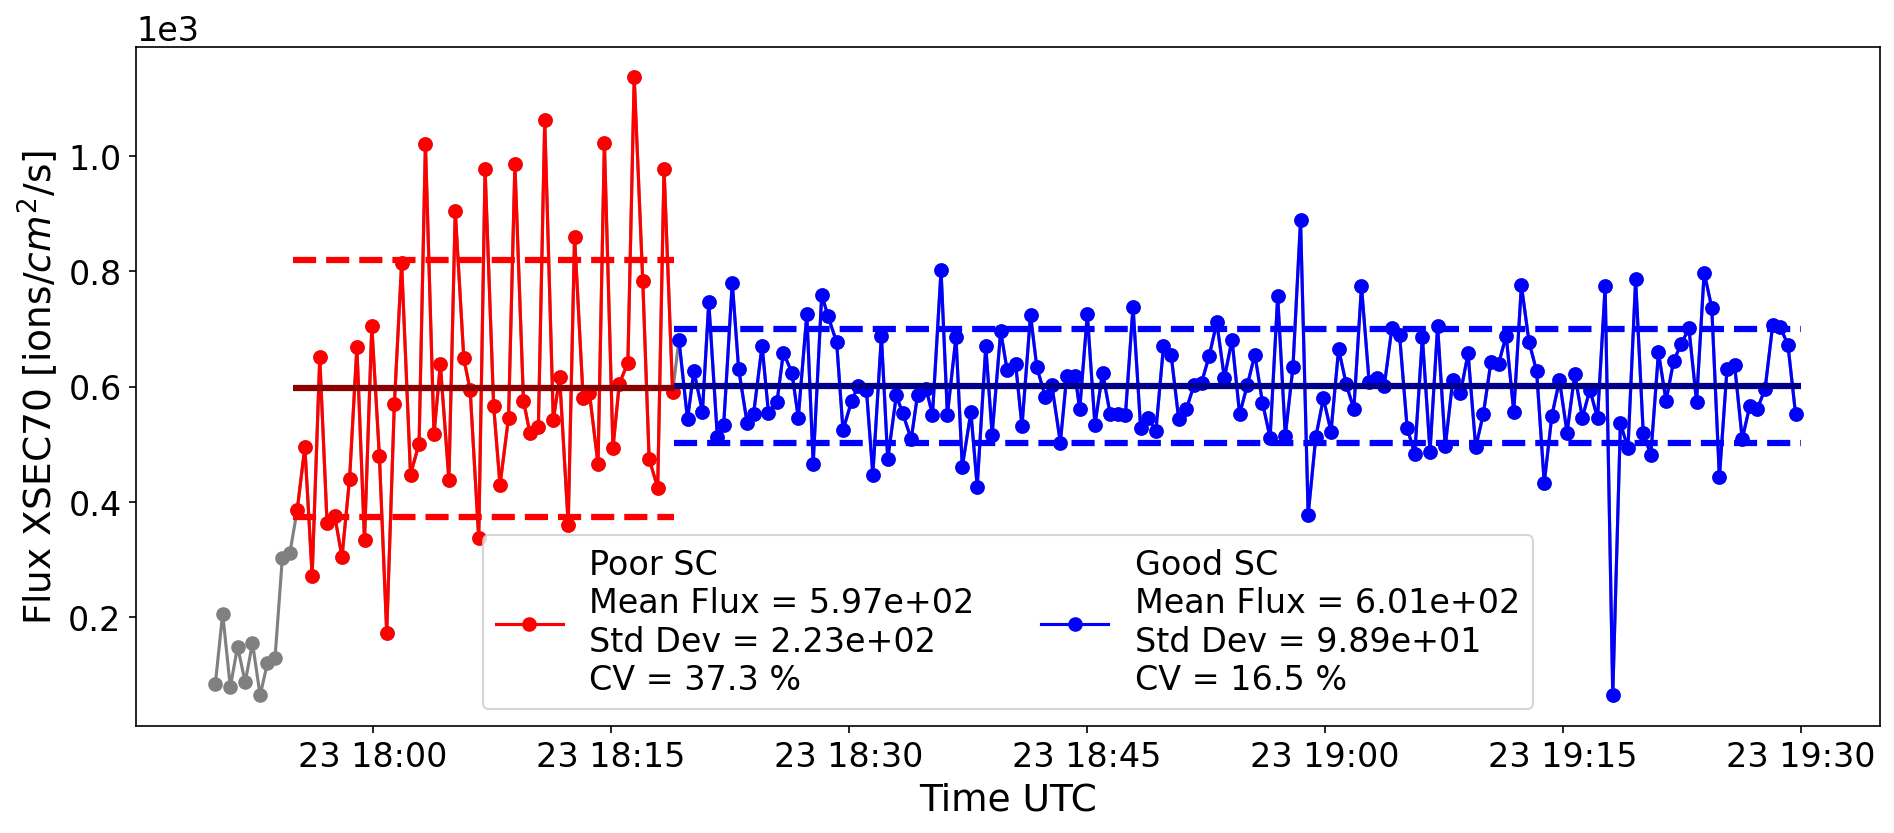 1e3
Flux XSEC70 [ions/cm²/s]
1.0
0.8
0.6
0.4
0.2
Poor SC
Mean Flux = 5.97e+02
Std Dev = 2.23e+02
CV = 37.3 %
Good SC
Mean Flux = 6.01e+02
Std Dev = 9.89e+01
CV = 16.5 %
23 18:00
23 18:15
23 18:30
23 18:45
23 19:00
23 19:15
23 19:30
Time UTC